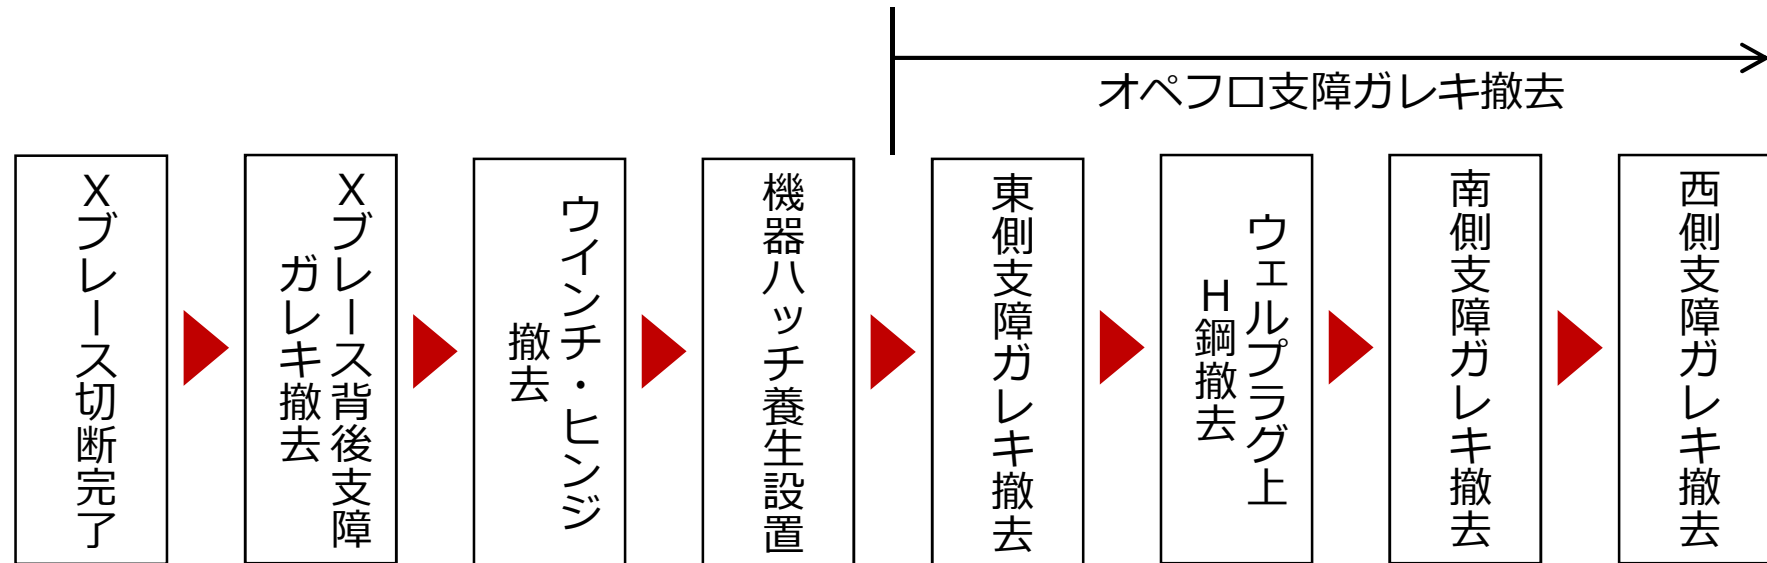 オペフロ支障ガレキ撤去
Xブレース切断完了
Xブレース背後支障
ガレキ撤去
ウインチ・ヒンジ
撤去
機器ハッチ養生設置
東側支障ガレキ撤去
ウェルプラグ上
H鋼撤去
南側支障ガレキ撤去
西側支障ガレキ撤去